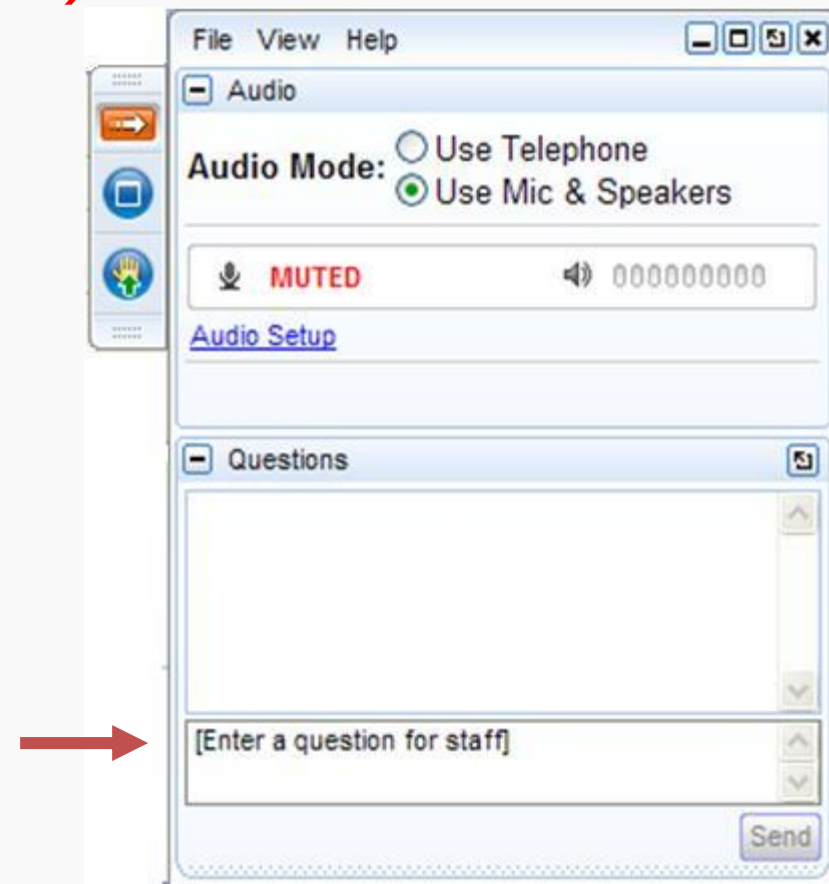 File View Help
Audio
Audio Mode:
Use Telephone
Use Mic & Speakers
MUTED
000000000
Audio Setup
Questions
[Enter a question for staff]
Send